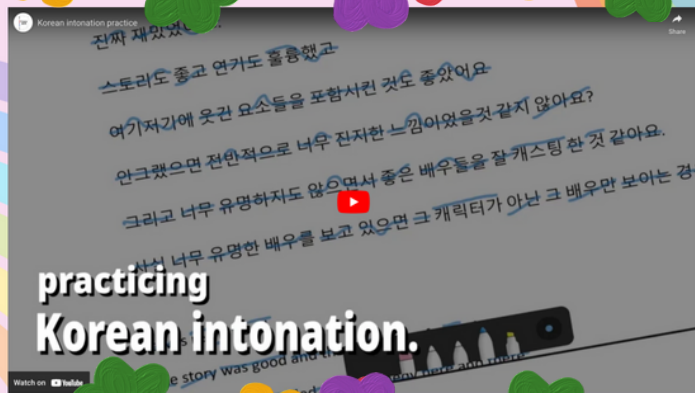 Korean intonation practice
Share
진짜 재밌었
스토리도 좋고 연기도 훌륭했고
여기저기에 웃긴 요소들을 포함시킨 것도 좋았어요
안그랬으면 전반적으로 너무 진지한 느낌이었을것 같지 않아요?
그리고 너무 유명하지도 않으면서 좋은 배우들을 잘 캐스팅 한 것 같아요.
사실 너무 유명한 배우를 보고 있으면 그 캐릭터가 아닌 그 배우만 보이는
practicing
Korean intonation.
story was good and
here and there
Watch on YouTube